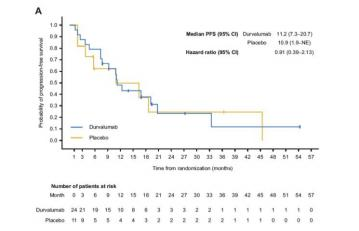 A
Median PFS (95% CI) Durvalumab 11.2 (7.3–20.7)
Placebo 10.9 (1.9–NE)
Hazard ratio (95% CI) 0.91 (0.39–2.13)
Probability of progression-free survival
1.0
0.9
0.8
0.7
0.6
0.5
0.4
0.3
0.2
0.1
0.0
Durvalumab
Placebo
1 3 6 9 12 15 18 21 24 27 30 33 36 39 42 45 48 51 54 57
Time from randomization (months)
Number of patients at risk
Month 0 3 6 9 12 15 18 21 24 27 30 33 36 39 42 45 48 51 54 57
Durvalumab 24 21 19 15 10 8 6 3 3 3 2 2 1 1 1 1 1 1 1 0
Placebo 11 9 5 5 4 4 3 2 2 2 2 2 2 1 1 1 0 0 0 0